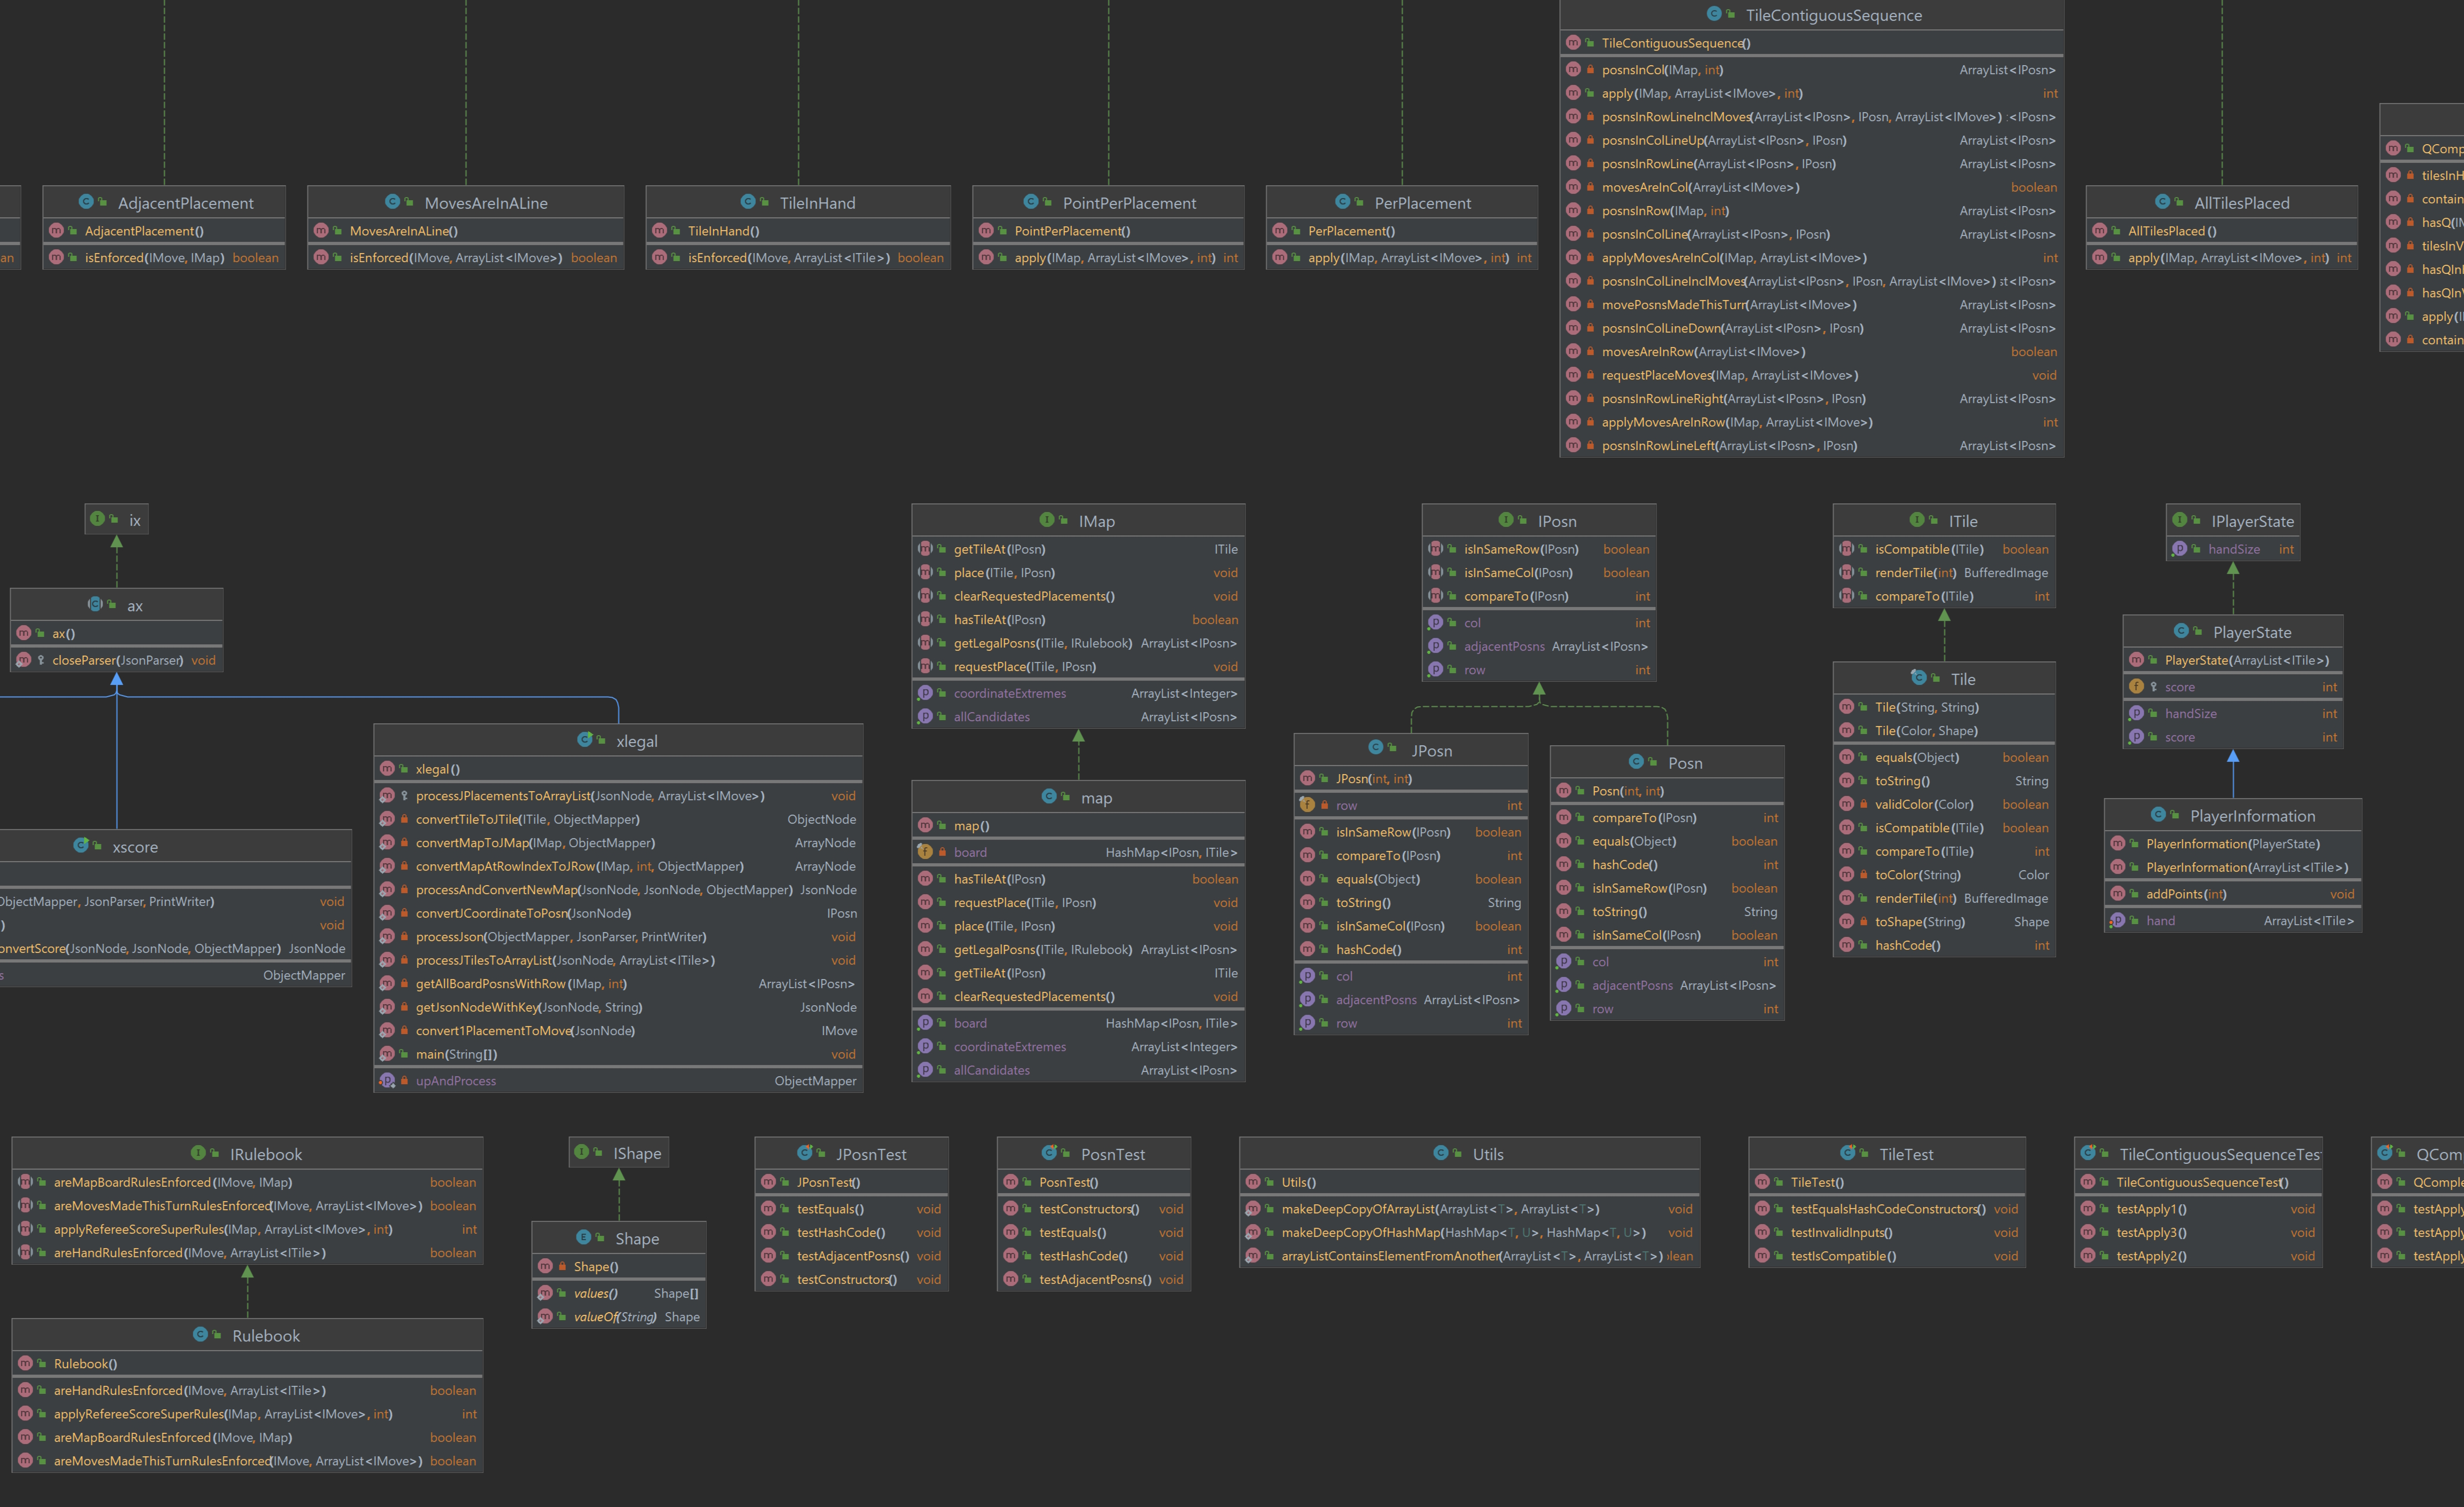 TileContiguousSequence
TileContiguousSequence()
posnsInCol(IMap, int) ArrayList<IPosn>
apply(IMap, ArrayList<IMove>, int) int
posnsInRowLineInclMoves(ArrayList<IPosn>, IPosn, ArrayList<IMove>) :<IPosn>
posnsInColLineUp(ArrayList<IPosn>, IPosn) ArrayList<IPosn>
posnsInRowLine(ArrayList<IPosn>, IPosn) ArrayList<IPosn>
movesAreInCol(ArrayList<IMove>) boolean
posnsInRow(IMap, int) ArrayList<IPosn>
posnsInColLine(ArrayList<IPosn>, IPosn) ArrayList<IPosn>
applyMovesAreInCol(IMap, ArrayList<IMove>) int
posnsInColLineInclMoves(ArrayList<IPosn>, IPosn, ArrayList<IMove>) st<IPosn>
movePosnsMadeThisTurn(ArrayList<IMove>) ArrayList<IPosn>
posnsInColLineDown(ArrayList<IPosn>, IPosn) ArrayList<IPosn>
movesAreInRow(ArrayList<IMove>) boolean
requestPlaceMoves(IMap, ArrayList<IMove>) void
posnsInRowLineRight(ArrayList<IPosn>, IPosn) ArrayList<IPosn>
applyMovesAreInRow(IMap, ArrayList<IMove>) int
posnsInRowLineLeft(ArrayList<IPosn>, IPosn) ArrayList<IPosn>
an
AdjacentPlacement
AdjacentPlacement()
isEnforced(IMove, IMap) boolean
MovesAreInALine
MovesAreInALine()
isEnforced(IMove, ArrayList<IMove>) boolean
TileInHand
TileInHand()
isEnforced(IMove, ArrayList<ITile>) boolean
PointPerPlacement
PointPerPlacement()
apply(IMap, ArrayList<IMove>, int) int
PerPlacement
PerPlacement()
apply(IMap, ArrayList<IMove>, int) int
AllTilesPlaced
AllTilesPlaced()
apply(IMap, ArrayList<IMove>, int) int
QComp
tilesInH
contain
hasQ(IM
tilesInV
hasQInl
hasQInV
apply(I
contain
ix
ax
ax()
closeParser(JsonParser) void
xscore
ObjectMapper, JsonParser, PrintWriter) void
) void
onvertScore(JsonNode, JsonNode, ObjectMapper) JsonNode
s ObjectMapper
xlegal
xlegal()
processJPlacementsToArrayList(JsonNode, ArrayList<IMove>) void
convertTileToJTile(ITile, ObjectMapper) ObjectNode
convertMapToJMap(IMap, ObjectMapper) ArrayNode
convertMapAtRowIndexToJRow(IMap, int, ObjectMapper) ArrayNode
processAndConvertNewMap(JsonNode, JsonNode, ObjectMapper) JsonNode
convertJCoordinateToPosn(JsonNode) IPosn
processJson(ObjectMapper, JsonParser, PrintWriter) void
processJTilesToArrayList(JsonNode, ArrayList<ITile>) void
getAllBoardPosnsWithRow(IMap, int) ArrayList<IPosn>
getJsonNodeWithKey(JsonNode, String) JsonNode
convert1PlacementToMove(JsonNode) IMove
main(String[]) void
upAndProcess ObjectMapper
IMap
getTileAt(IPosn) ITile
place(ITile, IPosn) void
clearRequestedPlacements() void
hasTileAt(IPosn) boolean
getLegalPosns(ITile, IRulebook) ArrayList<IPosn>
requestPlace(ITile, IPosn) void
coordinateExtremes ArrayList<Integer>
allCandidates ArrayList<IPosn>
map
map()
board HashMap<IPosn, ITile>
hasTileAt(IPosn) boolean
requestPlace(ITile, IPosn) void
place(ITile, IPosn) void
getLegalPosns(ITile, IRulebook) ArrayList<IPosn>
getTileAt(IPosn) ITile
clearRequestedPlacements() void
board HashMap<IPosn, ITile>
coordinateExtremes ArrayList<Integer>
allCandidates ArrayList<IPosn>
IPosn
isInSameRow(IPosn) boolean
isInSameCol(IPosn) boolean
compareTo(IPosn) int
col int
adjacentPosns ArrayList<IPosn>
row int
JPosn
JPosn(int, int)
row int
isInSameRow(IPosn) boolean
compareTo(IPosn) int
equals(Object) boolean
toString() String
isInSameCol(IPosn) boolean
hashCode() int
col int
adjacentPosns ArrayList<IPosn>
row int
Posn
Posn(int, int)
compareTo(IPosn) int
equals(Object) boolean
hashCode() int
isInSameRow(IPosn) boolean
toString() String
isInSameCol(IPosn) boolean
col int
adjacentPosns ArrayList<IPosn>
row int
ITile
isCompatible(ITile) boolean
renderTile(int) BufferedImage
compareTo(ITile) int
Tile
Tile(String, String)
Tile(Color, Shape)
equals(Object) boolean
toString() String
validColor(Color) boolean
isCompatible(ITile) boolean
compareTo(ITile) int
toColor(String) Color
renderTile(int) BufferedImage
toShape(String) Shape
hashCode() int
IPlayerState
handSize int
PlayerState
PlayerState(ArrayList<ITile>)
score int
handSize int
score int
PlayerInformation
PlayerInformation(PlayerState)
PlayerInformation(ArrayList<ITile>)
addPoints(int) void
hand ArrayList<ITile>
IRulebook
areMapBoardRulesEnforced(IMove, IMap) boolean
areMovesMadeThisTurnRulesEnforced(IMove, ArrayList<IMove>) boolean
applyRefereeScoreSuperRules(IMap, ArrayList<IMove>, int) int
areHandRulesEnforced(IMove, ArrayList<ITile>) boolean
Rulebook
Rulebook()
areHandRulesEnforced(IMove, ArrayList<ITile>) boolean
applyRefereeScoreSuperRules(IMap, ArrayList<IMove>, int) int
areMapBoardRulesEnforced(IMove, IMap) boolean
areMovesMadeThisTurnRulesEnforced(IMove, ArrayList<IMove>) boolean
IShape
Shape
Shape()
values() Shape[]
valueOf(String) Shape
JPosnTest
JPosnTest()
testEquals() void
testHashCode() void
testAdjacentPosns() void
testConstructors() void
PosnTest
PosnTest()
testConstructors() void
testEquals() void
testHashCode() void
testAdjacentPosns() void
Utils
Utils()
makeDeepCopyOfArrayList(ArrayList<T>, ArrayList<T>) void
makeDeepCopyOfHashMap(HashMap<T, U>, HashMap<T, U>) void
arrayListContainsElementFromAnother(ArrayList<T>, ArrayList<T>) lean
TileTest
TileTest()
testEqualsHashCodeConstructors() void
testInvalidInputs() void
testIsCompatible() void
TileContiguousSequenceTes
TileContiguousSequenceTest()
testApply1() void
testApply3() void
testApply2() void
QCom
QComple
testApply
testApply
testApply